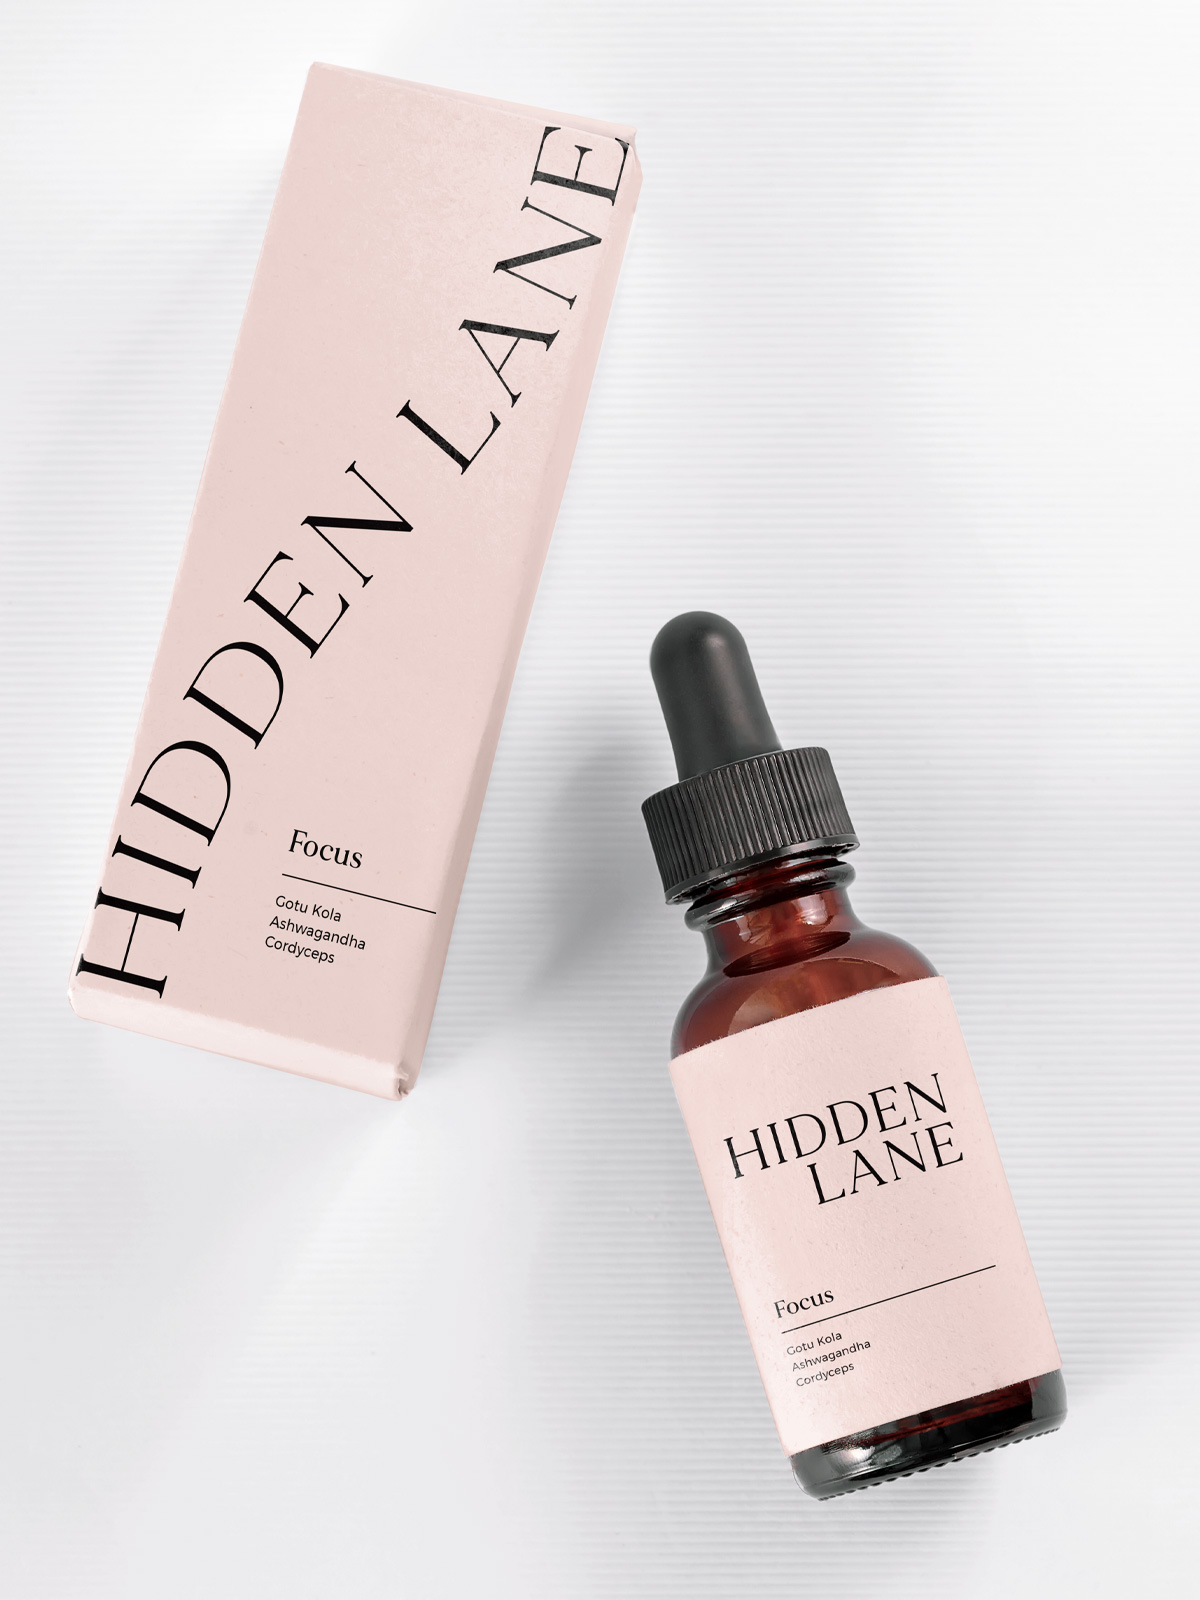 HIDDEN LANE
Focus
Gotu Kola
Ashwagandha
Cordyceps
HIDDEN
LANE
Focus
Gotu Kola
Ashwagandha
Cordyceps